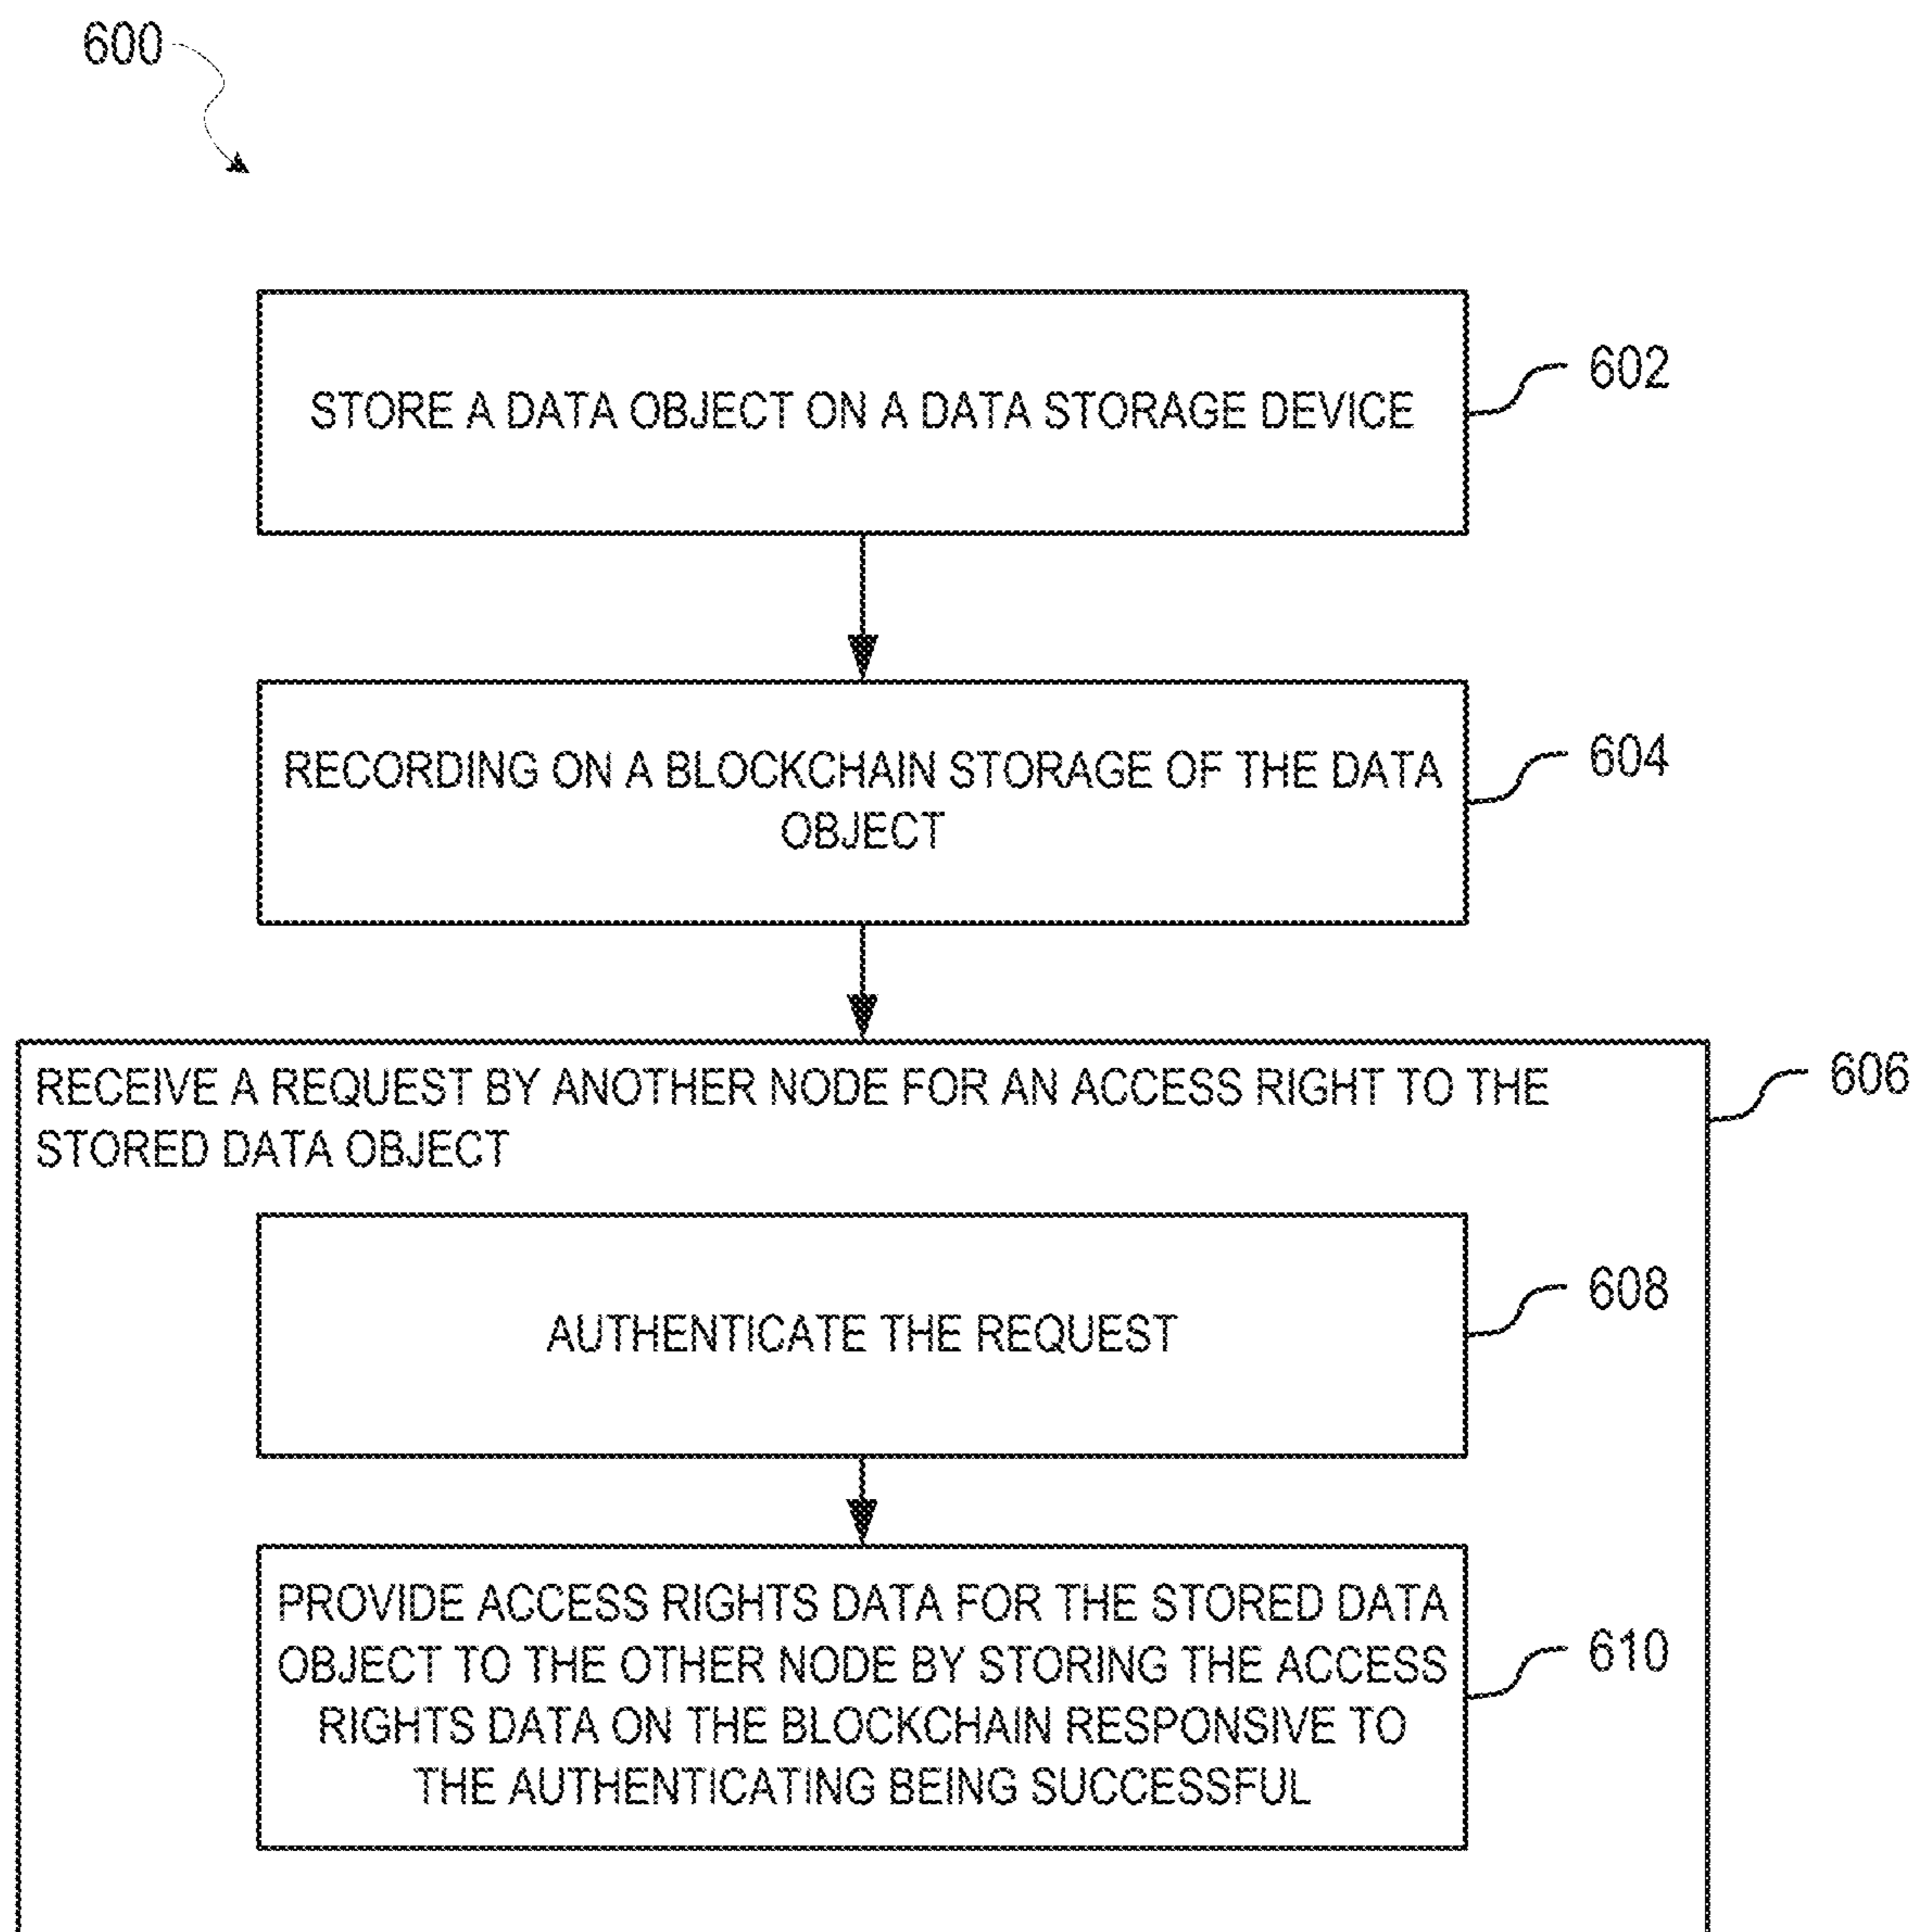 600
STORE A DATA OBJECT ON A DATA STORAGE DEVICE
602
RECORDING ON A BLOCKCHAIN STORAGE OF THE DATA
OBJECT
604
RECEIVE A REQUEST BY ANOTHER NODE FOR AN ACCESS RIGHT TO THE
STORED DATA OBJECT
606
AUTHENTICATE THE REQUEST
608
PROVIDE ACCESS RIGHTS DATA FOR THE STORED DATA
OBJECT TO THE OTHER NODE BY STORING THE ACCESS
RIGHTS DATA ON THE BLOCKCHAIN RESPONSIVE TO
THE AUTHENTICATING BEING SUCCESSFUL
610